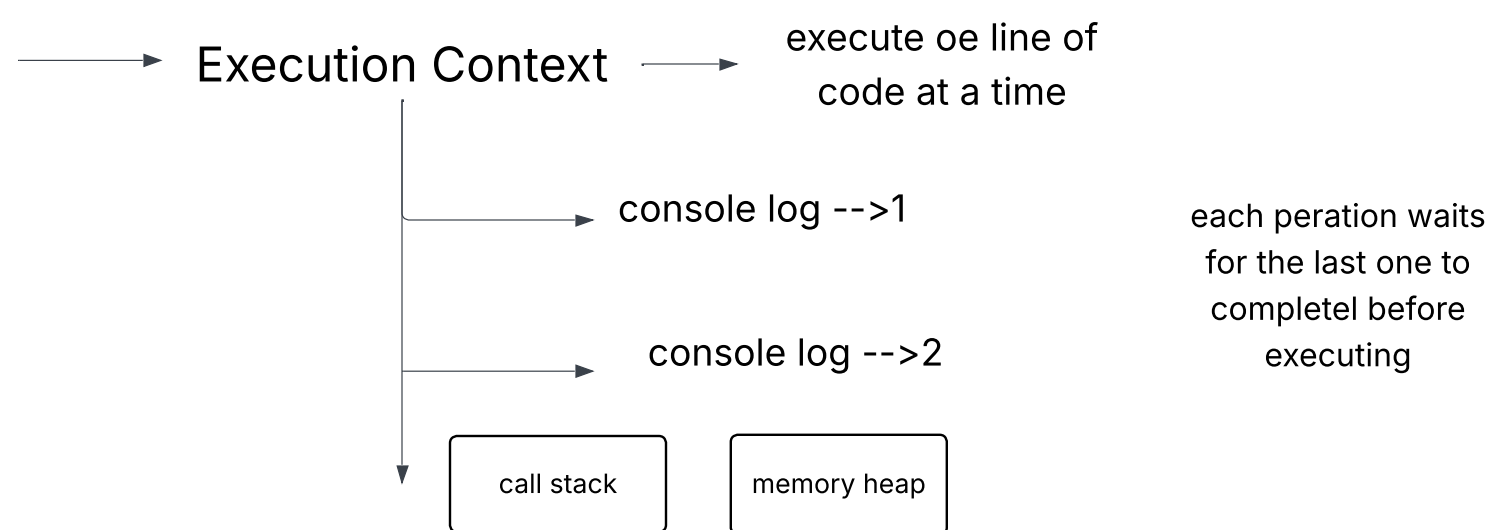 Execution Context
execute oe line of
code at a time
console log -->1
each peration waits
for the last one to
completel before
executing
console log -->2
call stack
memory heap